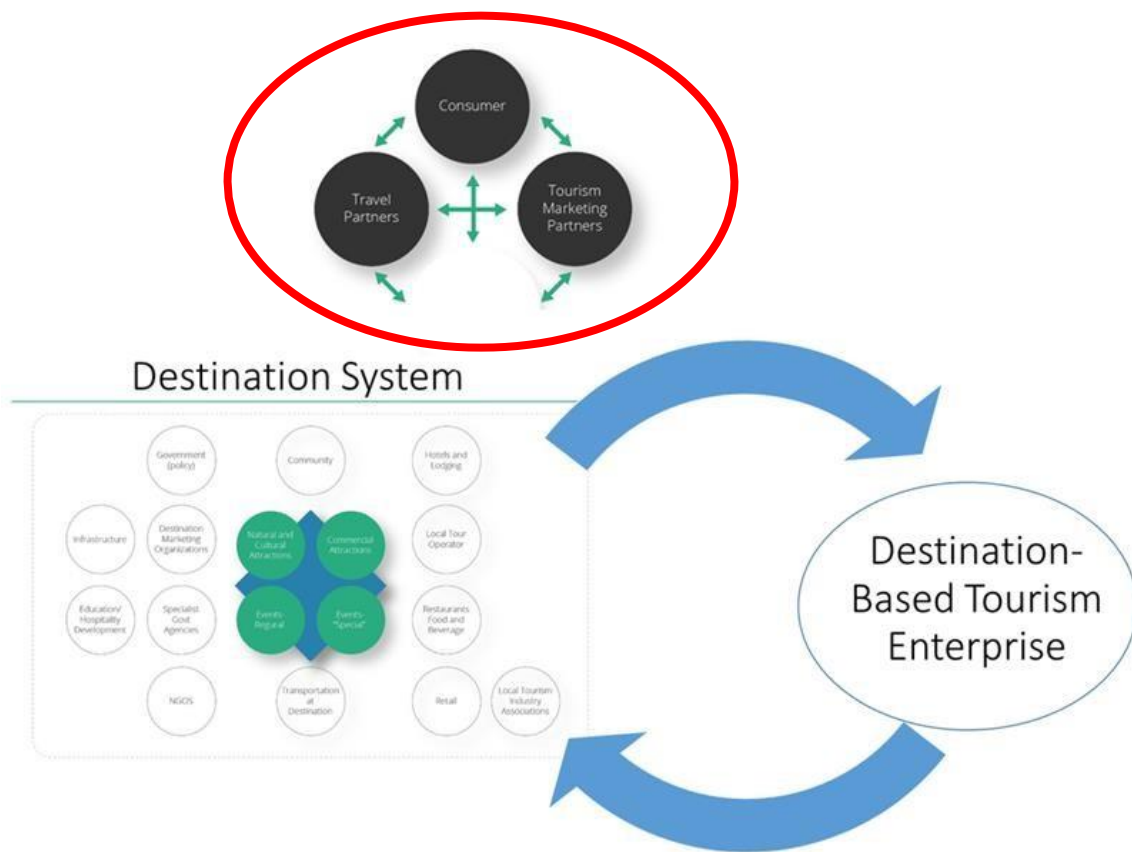 Consumer
Travel
Partners
Tourism
Marketing
Partners
Destination System
Government
(policy)
Community
Hotels and
Lodging
Infrastructure
Destination
Marketing
Organizations
Natural and
Cultural
Attractions
Commercial
Attractions
Local Tour
Operator
Education/
Hospitality
Development
Specialist
Govt
Agencies
Events-
Regural
Events-
"Special"
Restaurants
Food and
Beverage
NGOS
Transportation
at
Destination
Retail
Local Tourism
Industry
Associations
Destination-
Based Tourism
Enterprise